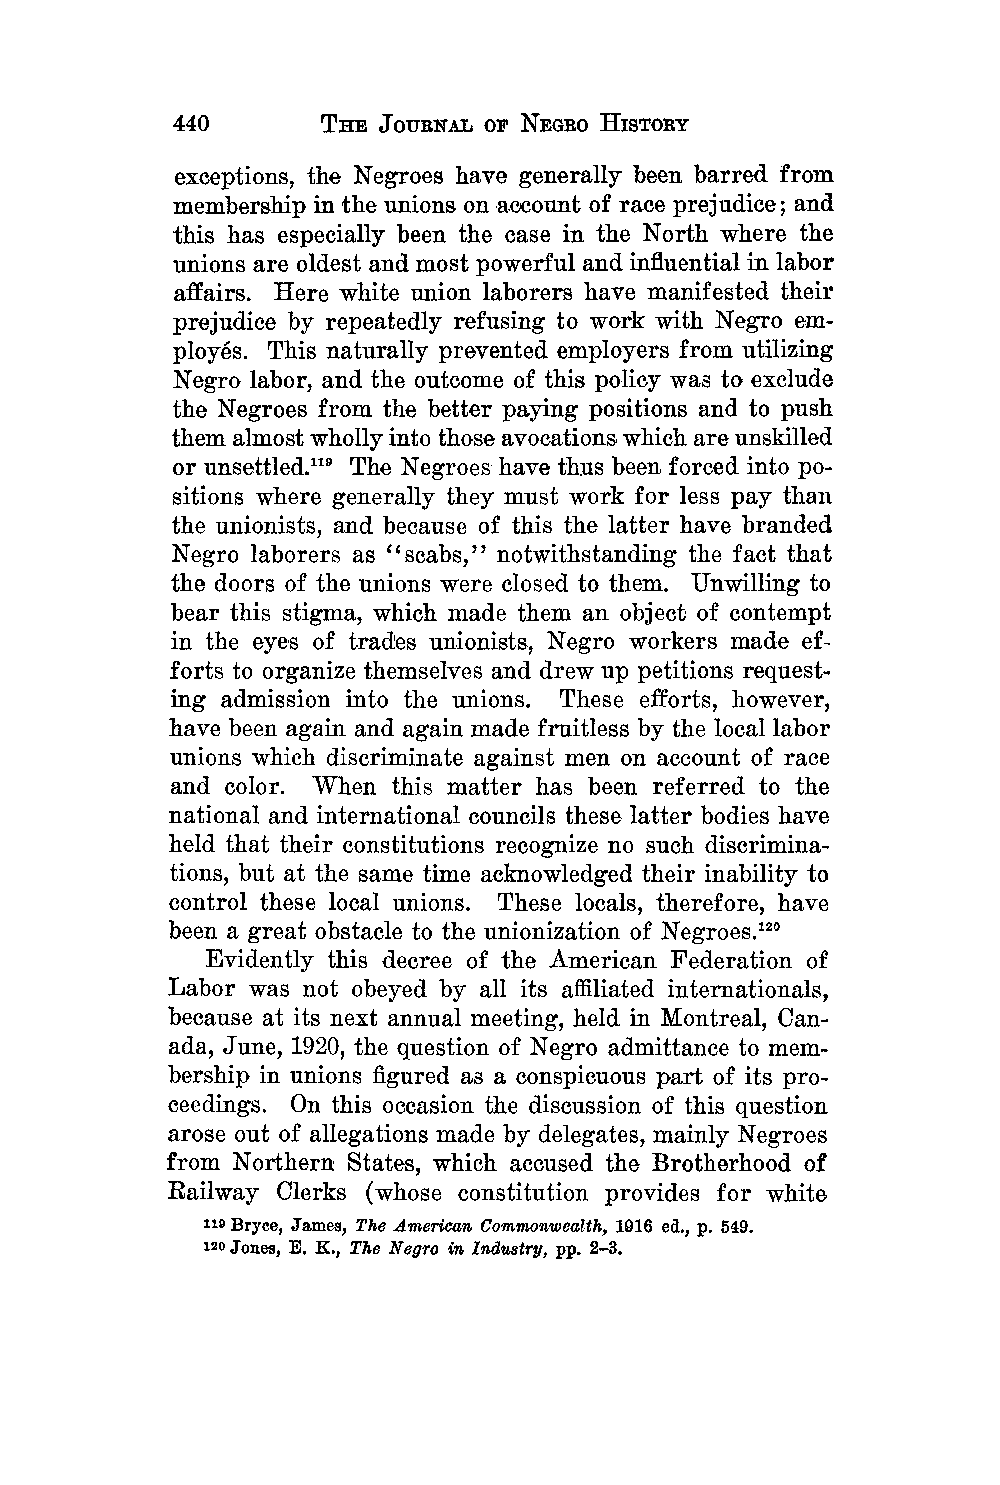 440 THE JOURNAL OF NEGRO HISTORY
exceptions, the Negroes have generally been barred from
membership in the unions on account of race prejudice; and
this has especially been the case in the North where the
unions are oldest and most powerful and influential in labor
affairs. Here white union laborers have manifested their
prejudice by repeatedly refusing to work with Negro em-
ployés. This naturally prevented employers from utilizing
Negro labor, and the outcome of this policy was to exclude
the Negroes from the better paying positions and to push
them almost wholly into those avocations which are unskilled
or unsettled.¹¹⁹ The Negroes have thus been forced into po-
sitions where generally they must work for less pay than
the unionists, and because of this the latter have branded
Negro laborers as “scabs,” notwithstanding the fact that
the doors of the unions were closed to them. Unwilling to
bear this stigma, which made them an object of contempt
in the eyes of trades unionists, Negro workers made ef-
forts to organize themselves and drew up petitions request-
ing admission into the unions. These efforts, however,
have been again and again made fruitless by the local labor
unions which discriminate against men on account of race
and color. When this matter has been referred to the
national and international councils these latter bodies have
held that their constitutions recognize no such discrimina-
tions, but at the same time acknowledged their inability to
control these local unions. These locals, therefore, have
been a great obstacle to the unionization of Negroes.¹²⁰
Evidently this decree of the American Federation of
Labor was not obeyed by all its affiliated internationals,
because at its next annual meeting, held in Montreal, Can-
ada, June, 1920, the question of Negro admittance to mem-
bership in unions figured as a conspicuous part of its pro-
ceedings. On this occasion the discussion of this question
arose out of allegations made by delegates, mainly Negroes
from Northern States, which accused the Brotherhood of
Railway Clerks (whose constitution provides for white
¹¹⁹ Bryce, James, The American Commonwealth, 1916 ed., p. 549.
¹²⁰ Jones, E. K., The Negro in Industry, pp. 2–3.